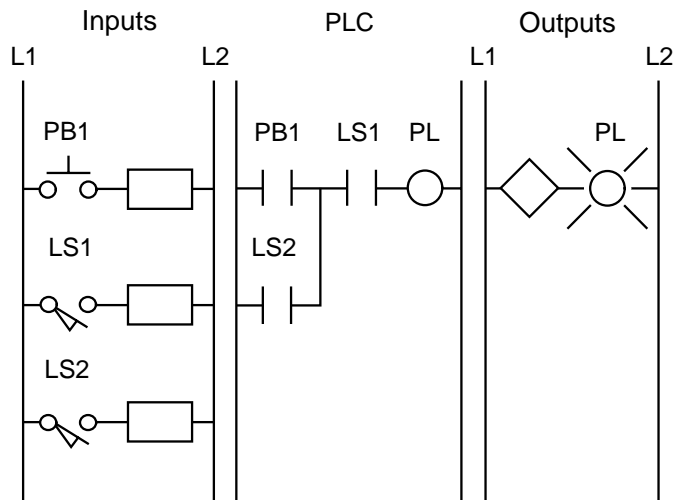 Inputs PLC Outputs
L1 L2 L1 L2
PB1 PB1 LS1 PL PL
LS1 LS2
LS2